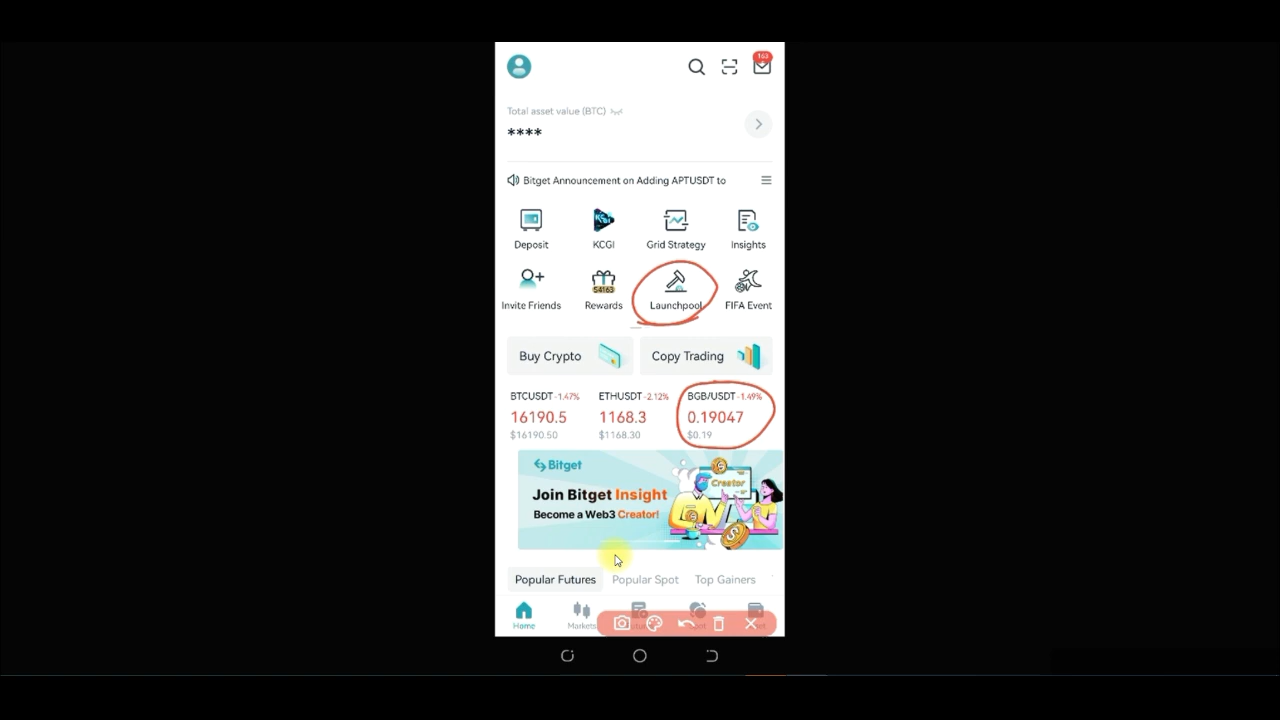 163
Total asset value (BTC)
****
Bitget Announcement on Adding APTUSDT to
Deposit KCGI Grid Strategy Insights
54163
Invite Friends Rewards Launchpool FIFA Event
Buy Crypto Copy Trading
BTCUSDT -1.47% ETHUSDT -2.12% BGB/USDT -1.49%
16190.5 1168.3 0.19047
$16190.50 $1168.30 $0.19
Bitget
Creator
Join Bitget Insight
Become a Web3 Creator!
Popular Futures Popular Spot Top Gainers
Home Markets